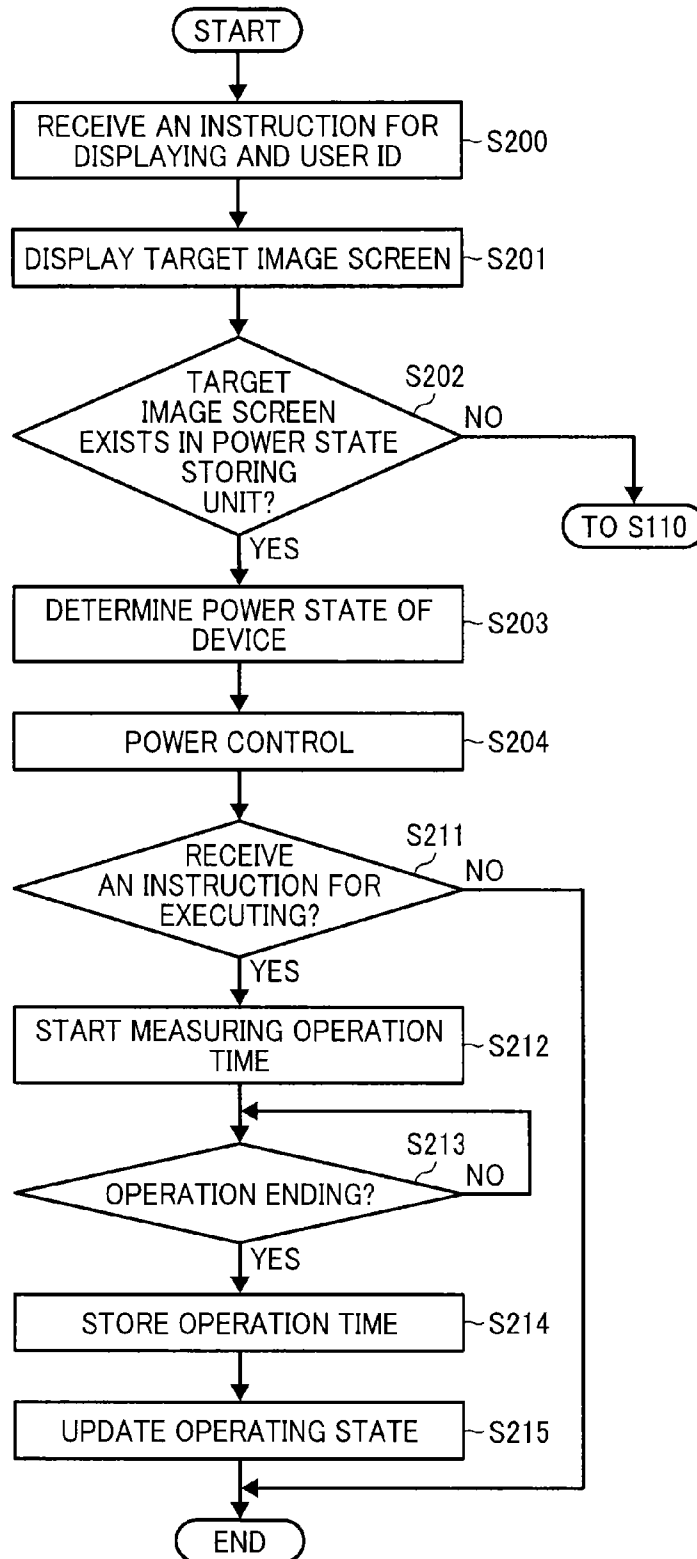 START
RECEIVE AN INSTRUCTION FOR
DISPLAYING AND USER ID
S200
DISPLAY TARGET IMAGE SCREEN
S201
TARGET
IMAGE SCREEN
EXISTS IN POWER STATE
STORING
UNIT?
S202
NO
TO S110
YES
DETERMINE POWER STATE OF
DEVICE
S203
POWER CONTROL
S204
RECEIVE
AN INSTRUCTION FOR
EXECUTING?
S211
NO
YES
START MEASURING OPERATION
TIME
S212
OPERATION ENDING?
S213
NO
YES
STORE OPERATION TIME
S214
UPDATE OPERATING STATE
S215
END